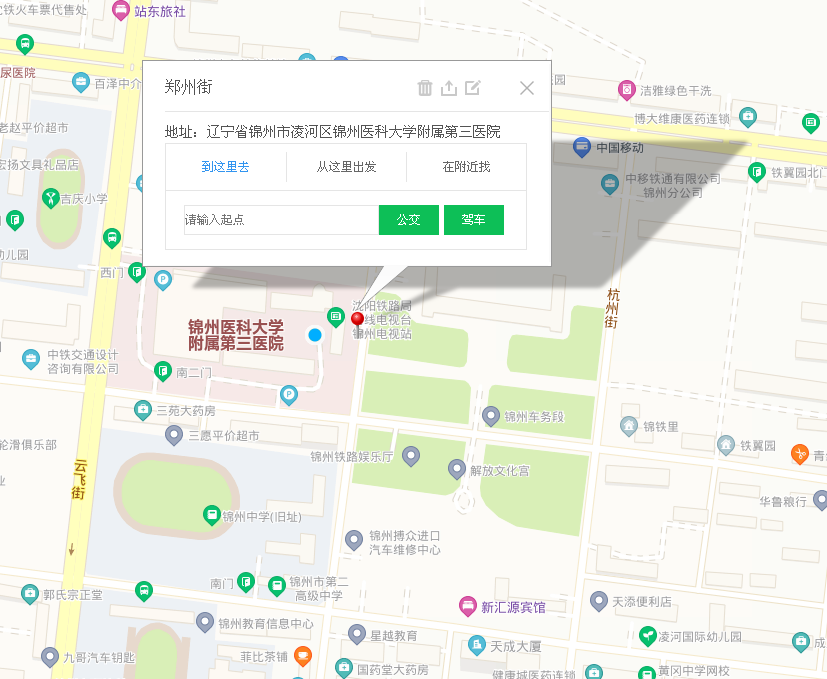 铁火车票代售处
站东旅社
尿医院
百泽中介
老赵平价超市
宏扬文具礼品店
吉庆小学
幼儿园
郑州街
地址：辽宁省锦州市凌河区锦州医科大学附属第三医院
到这里去
从这里出发
在附近找
请输入起点
公交
驾车
园
洁雅绿色干洗
博大维康医药连锁
中国移动
中移铁通有限公司
锦州分公司
铁翼园北门
西门
P
沈阳铁路局
线电视台
锦州电视站
杭州街
锦州医科大学
附属第三医院
中铁交通设计
咨询有限公司
南二门
P
三苑大药房
三愿平价超市
轮滑俱乐部
业
云飞街
锦州车务段
锦铁里
铁翼园
青
锦州铁路娱乐厅
解放文化宫
华鲁粮行
锦州中学(旧址)
锦州搏众进口
汽车维修中心
南门
锦州市第二
高级中学
郭氏宗正堂
新汇源宾馆
天添便利店
锦州教育信息中心
星越教育
天成大厦
凌河国际幼儿园
成
九哥汽车钥匙
菲比茶铺
国药堂大药房
健康城医药连锁
黄冈中学网校